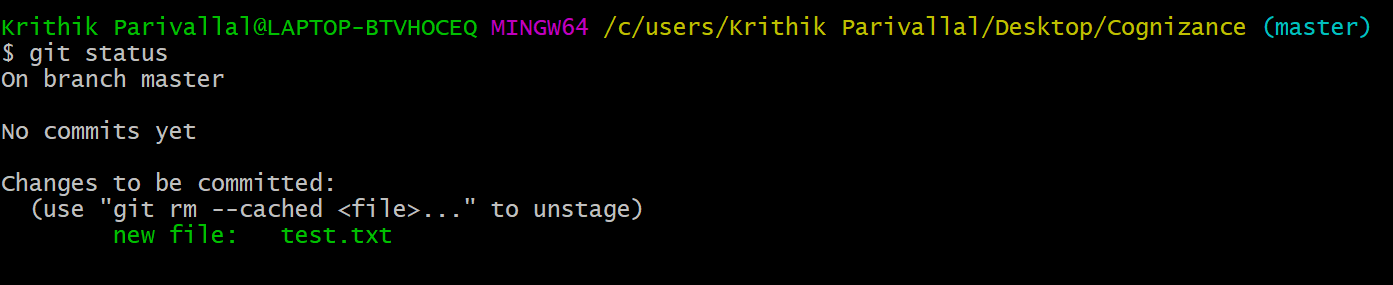 Krithik Parivallal@LAPTOP-BTVHOCEQ MINGW64 /c/users/Krithik Parivallal/Desktop/Cognizance (master)
$ git status
On branch master
No commits yet
Changes to be committed:
(use "git rm --cached <file>..." to unstage)
new file: test.txt